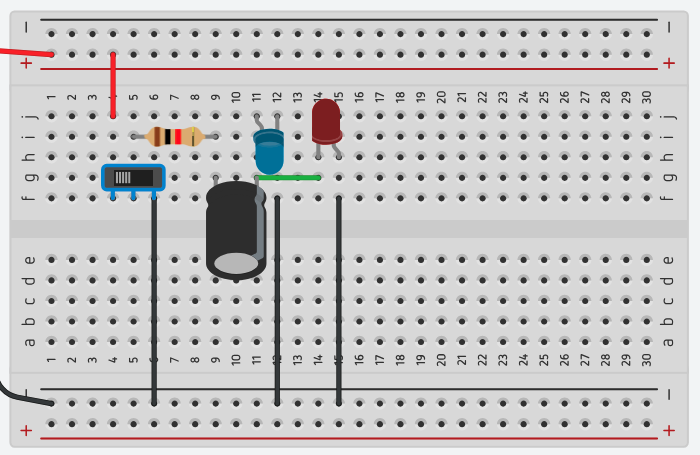 − −
+ +
1 2 3 4 5 6 7 8 9 10 11 12 13 14 15 16 17 18 19 20 21 22 23 24 25 26 27 28 29 30
j j
i i
h h
g g
f f
e e
d d
c c
b b
a a
1 2 3 4 5 6 7 8 9 10 11 12 13 14 15 16 17 18 19 20 21 22 23 24 25 26 27 28 29 30
− −
+ +